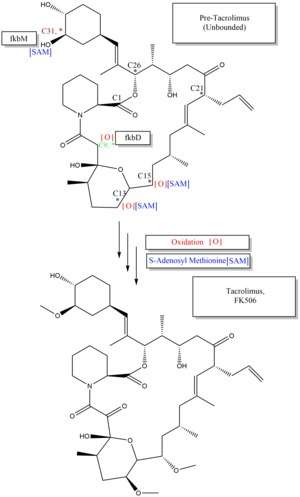 HO
Pre-Tacrolimus
(Unbounded)
fkbM
C31, *
HO
[SAM]
C26
*
O
OH
C21
*
C1
O
N
O
[O]
fkbD
O
HO
O
C15
*
[O][SAM]
C13
*
[O][SAM]
Oxidation [O]
S-Adenosyl Methionine[SAM]
Tacrolimus,
FK506
HO
O
O
O
OH
O
N
O
O
HO
O
O
O